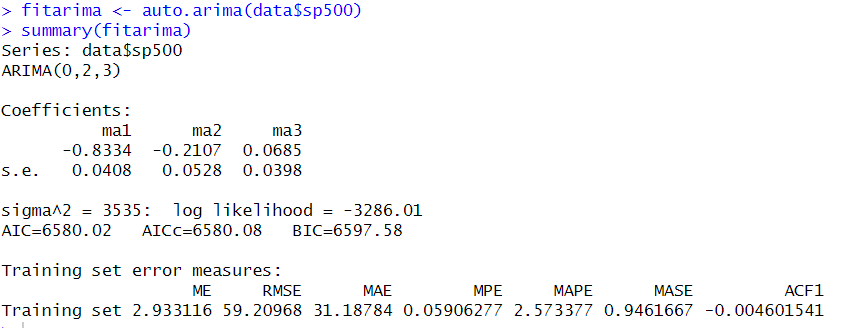 > fitarima <- auto.arima(data$sp500)
> summary(fitarima)
Series: data$sp500
ARIMA(0,2,3)
Coefficients:
ma1 ma2 ma3
-0.8334 -0.2107 0.0685
s.e. 0.0408 0.0528 0.0398
sigma^2 = 3535: log likelihood = -3286.01
AIC=6580.02 AICc=6580.08 BIC=6597.58
Training set error measures:
ME RMSE MAE MPE MAPE MASE ACF1
Training set 2.933116 59.20968 31.18784 0.05906277 2.573377 0.9461667 -0.004601541